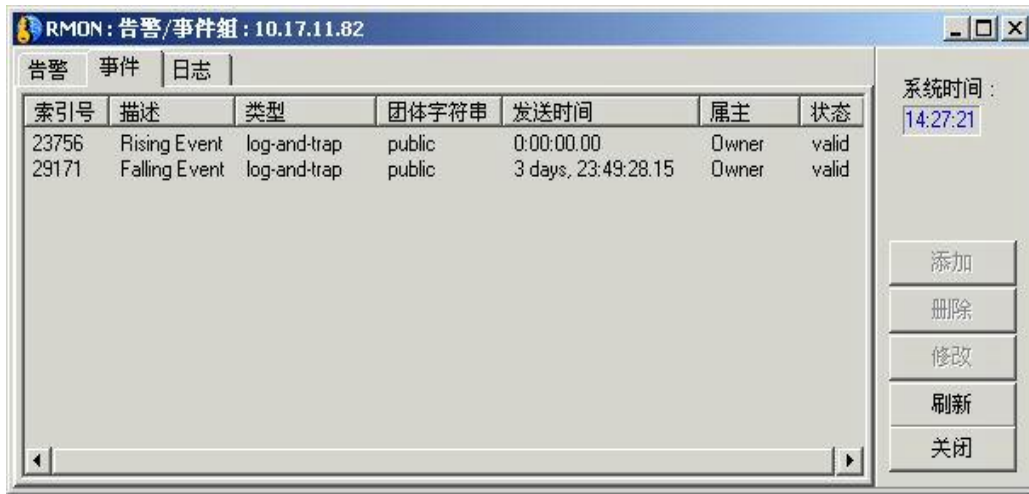 RMON : 告警/事件组 : 10.17.11.82
告警 事件 日志
索引号 描述 类型 团体字符串 发送时间 属主 状态
23756 Rising Event log-and-trap public 0:00:00.00 Owner valid
29171 Falling Event log-and-trap public 3 days, 23:49:28.15 Owner valid
系统时间 :
14:27:21
添加
删除
修改
刷新
关闭